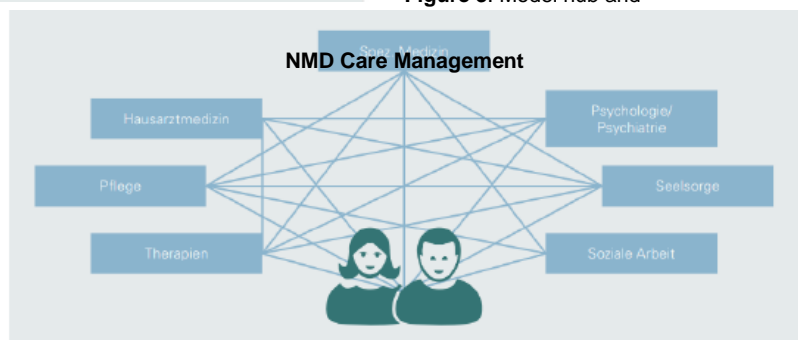 Figure 3. Model hub and
Spez. Medizin
NMD Care Management
Hausarztmedizin
Psychologie/
Psychiatrie
Pflege
Seelsorge
Therapien
Soziale Arbeit